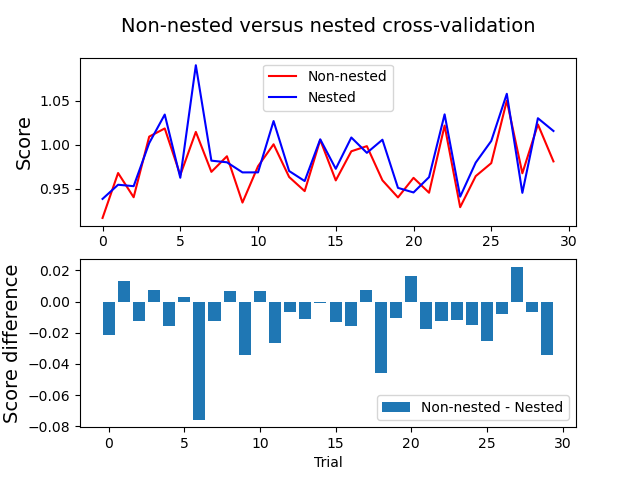 Non-nested versus nested cross-validation
Non-nested
Nested
Score
1.05
1.00
0.95
0 5 10 15 20 25 30
Score difference
0.02
0.00
−0.02
−0.04
−0.06
−0.08
Non-nested - Nested
0 5 10 15 20 25 30
Trial